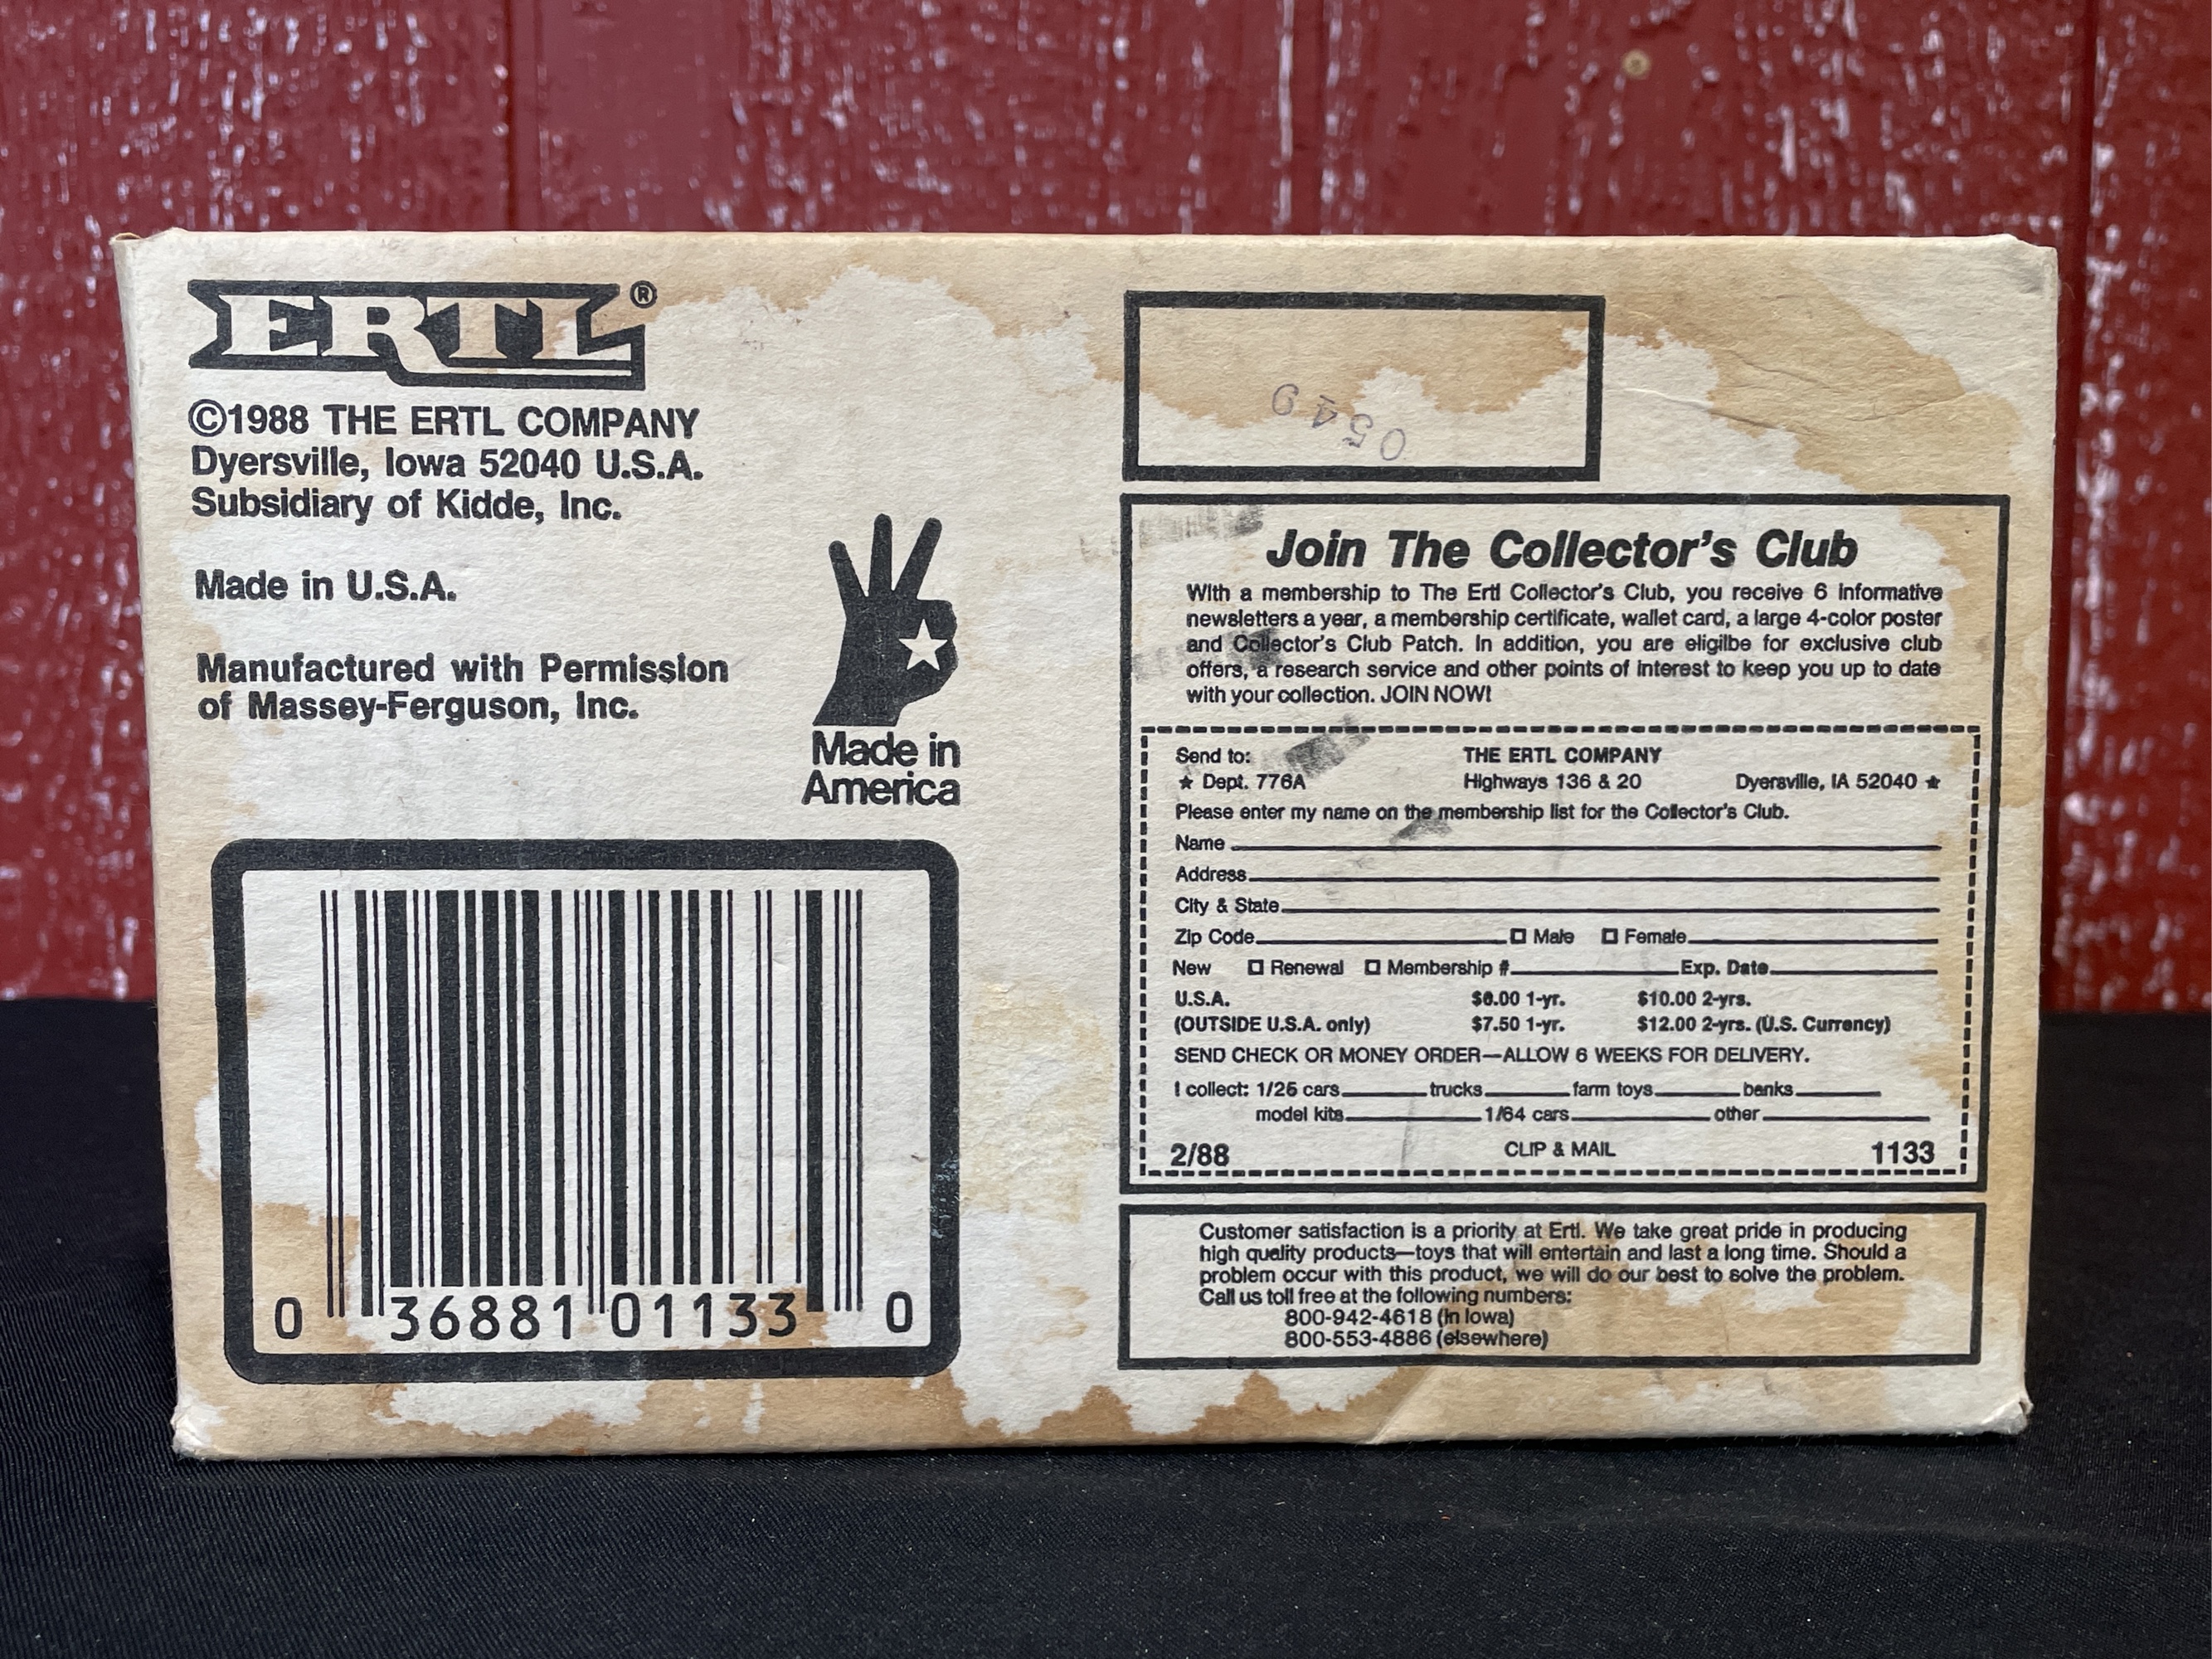 ERTL®
©1988 THE ERTL COMPANY
Dyersville, Iowa 52040 U.S.A.
Subsidiary of Kidde, Inc.
Made in U.S.A.
Manufactured with Permission
of Massey-Ferguson, Inc.
Made in
America
0 36881 01133 0
0549
Join The Collector's Club
With a membership to The Ertl Collector's Club, you receive 6 informative
newsletters a year, a membership certificate, wallet card, a large 4-color poster
and Collector's Club Patch. In addition, you are eligilbe for exclusive club
offers, a research service and other points of interest to keep you up to date
with your collection. JOIN NOW!
Send to: THE ERTL COMPANY
★ Dept. 776A Highways 136 & 20 Dyersville, IA 52040 ★
Please enter my name on the membership list for the Collector's Club.
Name
Address
City & State
Zip Code Male Female
New Renewal Membership # Exp. Date
U.S.A. $6.00 1-yr. $10.00 2-yrs.
(OUTSIDE U.S.A. only) $7.50 1-yr. $12.00 2-yrs. (U.S. Currency)
SEND CHECK OR MONEY ORDER—ALLOW 6 WEEKS FOR DELIVERY.
I collect: 1/25 cars trucks farm toys banks
model kits 1/64 cars other
2/88 CLIP & MAIL 1133
Customer satisfaction is a priority at Ertl. We take great pride in producing
high quality products—toys that will entertain and last a long time. Should a
problem occur with this product, we will do our best to solve the problem.
Call us toll free at the following numbers:
800-942-4618 (in Iowa)
800-553-4886 (elsewhere)